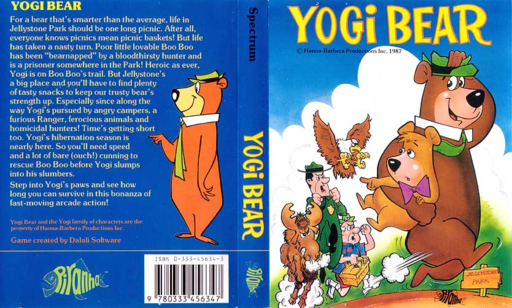 YOGI BEAR
For a bear that's smarter than the average, life in
Jellystone Park should be one long picnic. After all,
everyone knows picnics mean picnic baskets! But life
has taken a nasty turn. Poor little lovable Boo Boo
has been "bearnapped" by a bloodthirsty hunter and
is a prisoner somewhere in the Park! Heroic as ever,
Yogi is on Boo Boo's trail. But Jellystone's
a big place and you'll have to find plenty
of tasty snacks to keep our trusty bear's
strength up. Especially since along the
way Yogi's pursued by angry campers, a
furious Ranger, ferocious animals and
homicidal hunters! Time's getting short
too. Yogi's hibernation season is
nearly here. So you'll need speed
and a lot of bare (ouch!) cunning to
rescue Boo Boo before Yogi slumps
into his slumbers.
Step into Yogi's paws and see how
long you can survive in this bonanza of
fast-moving arcade action!
Yogi Bear and the Yogi family of characters are the
property of Hanna-Barbera Productions Inc.
Game created by Dalali Software
Piranha
ISBN 0-333-45634-3
9 780333 456347
Spectrum
YOGI BEAR
Piranha
YOGI BEAR
© Hanna-Barbera Productions Inc. 1987
JELLYSTONE
PARK
Piranha